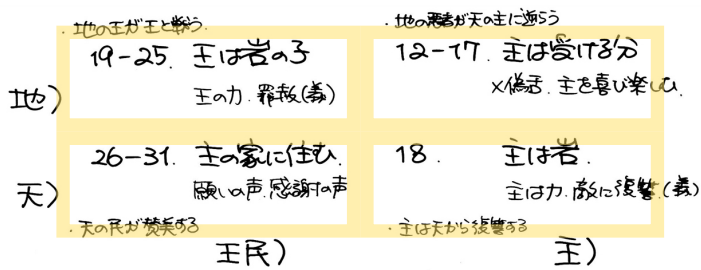 ・地の王が王と戦う
・地の悪者が天の主に逆らう
地)
19-25. 王は岩の子
王の力. 罪赦(義)
12-17. 主は受ける分
×偽舌. 主を喜び楽しむ.
天)
26-31. 主の家に住む.
願いの声. 感謝の声
18. 主は岩.
主は力. 敵に復讐.(義)
・天の民が賛美する
・主は天から復讐する
王民)
主)